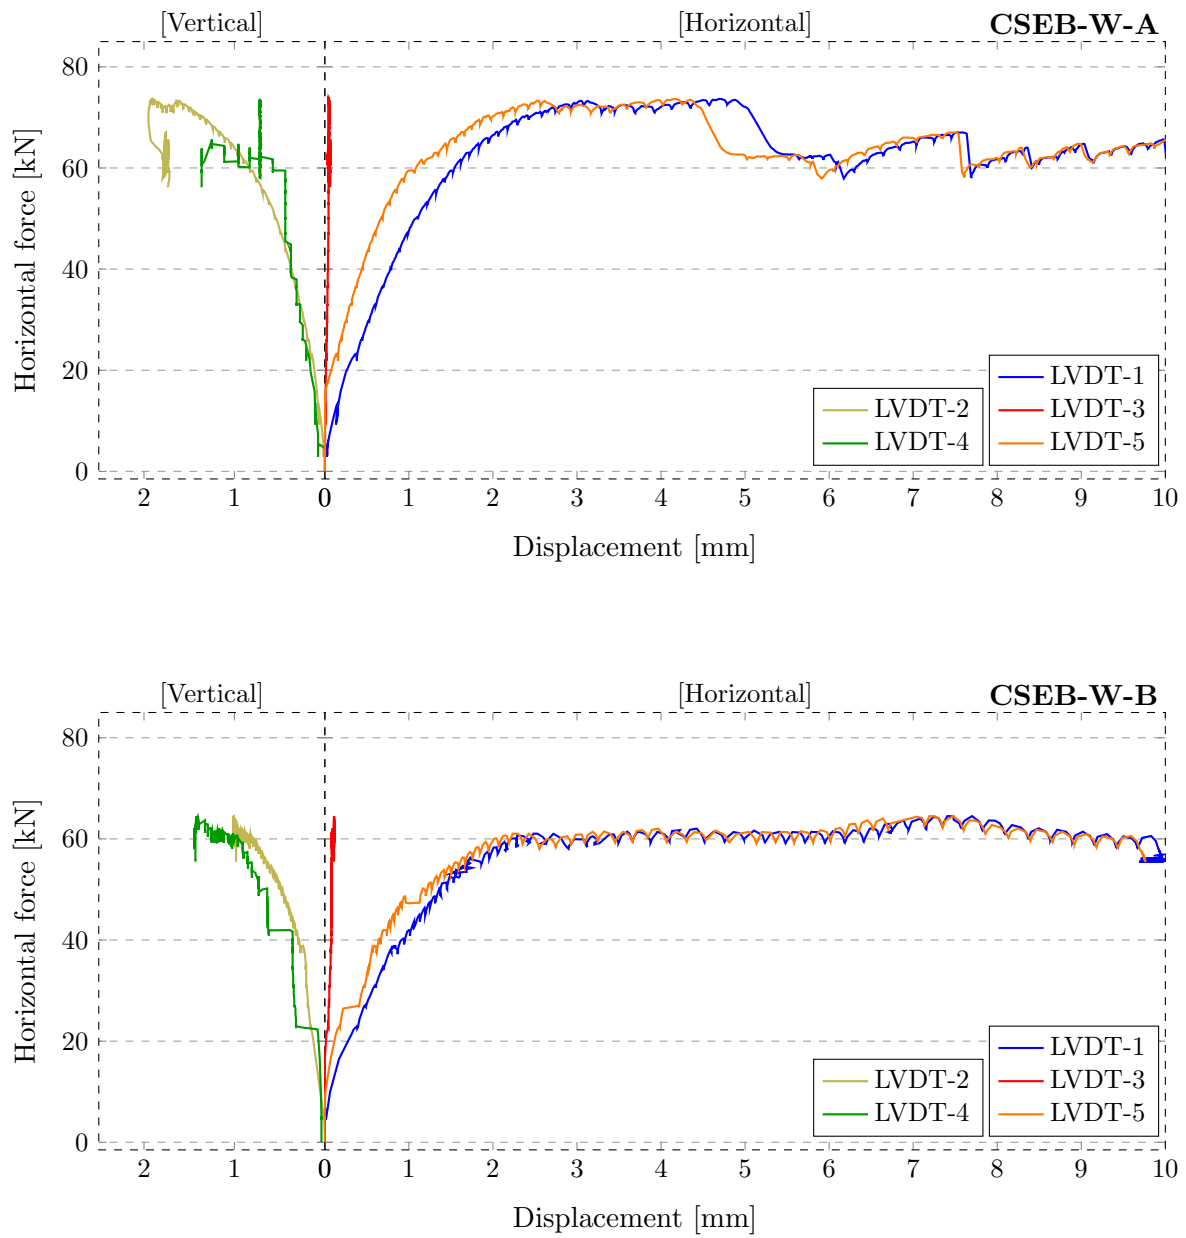 [Vertical] [Horizontal] CSEB-W-A
80
60
40
20
0
Horizontal force [kN]
LVDT-2
LVDT-4
LVDT-1
LVDT-3
LVDT-5
2 1 0 1 2 3 4 5 6 7 8 9 10
Displacement [mm]
[Vertical] [Horizontal] CSEB-W-B
80
60
40
20
0
Horizontal force [kN]
LVDT-2
LVDT-4
LVDT-1
LVDT-3
LVDT-5
2 1 0 1 2 3 4 5 6 7 8 9 10
Displacement [mm]